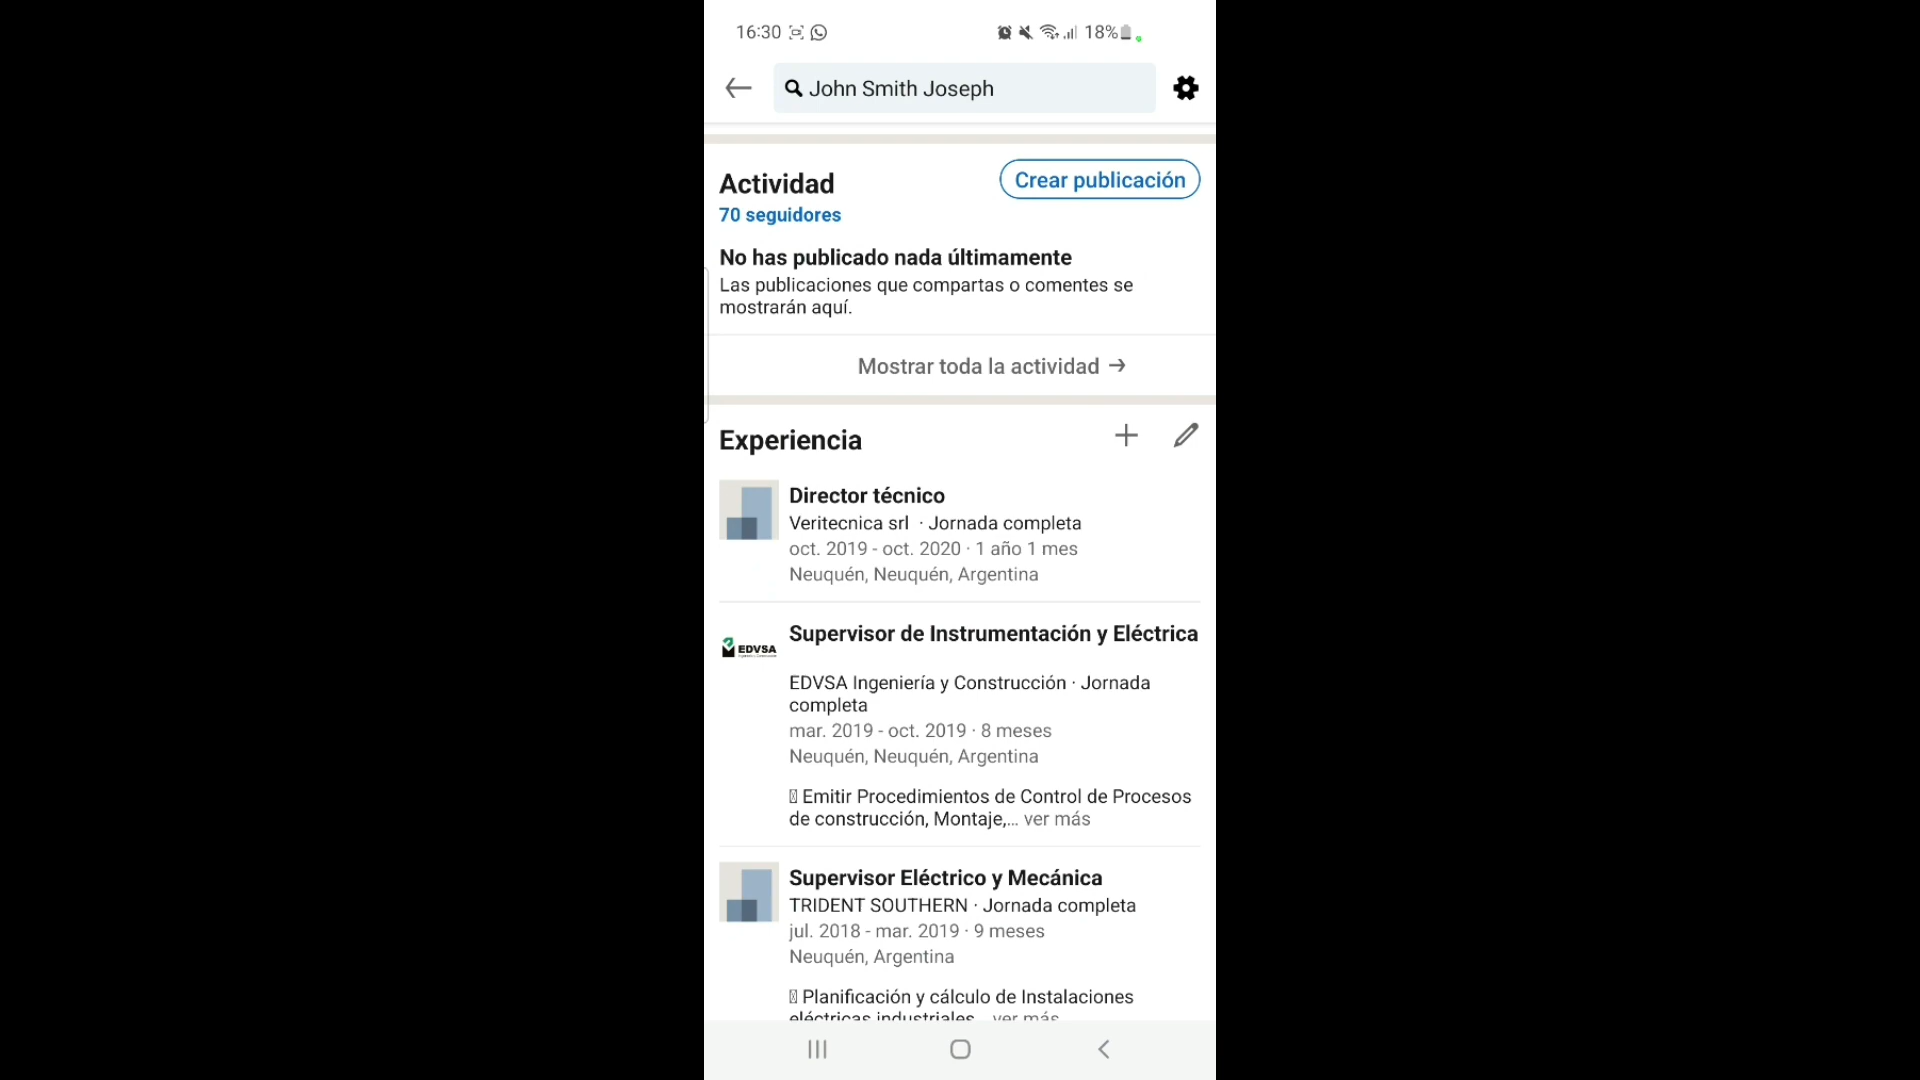 16:30
18%
John Smith Joseph
Actividad
Crear publicación
70 seguidores
No has publicado nada últimamente
Las publicaciones que compartas o comentes se
mostrarán aquí.
Mostrar toda la actividad →
Experiencia
Director técnico
Veritecnica srl · Jornada completa
oct. 2019 - oct. 2020 · 1 año 1 mes
Neuquén, Neuquén, Argentina
EDVSA
Supervisor de Instrumentación y Eléctrica
EDVSA Ingeniería y Construcción · Jornada
completa
mar. 2019 - oct. 2019 · 8 meses
Neuquén, Neuquén, Argentina
Emitir Procedimientos de Control de Procesos
de construcción, Montaje,... ver más
Supervisor Eléctrico y Mecánica
TRIDENT SOUTHERN · Jornada completa
jul. 2018 - mar. 2019 · 9 meses
Neuquén, Argentina
Planificación y cálculo de Instalaciones
eléctricas industriales... ver más